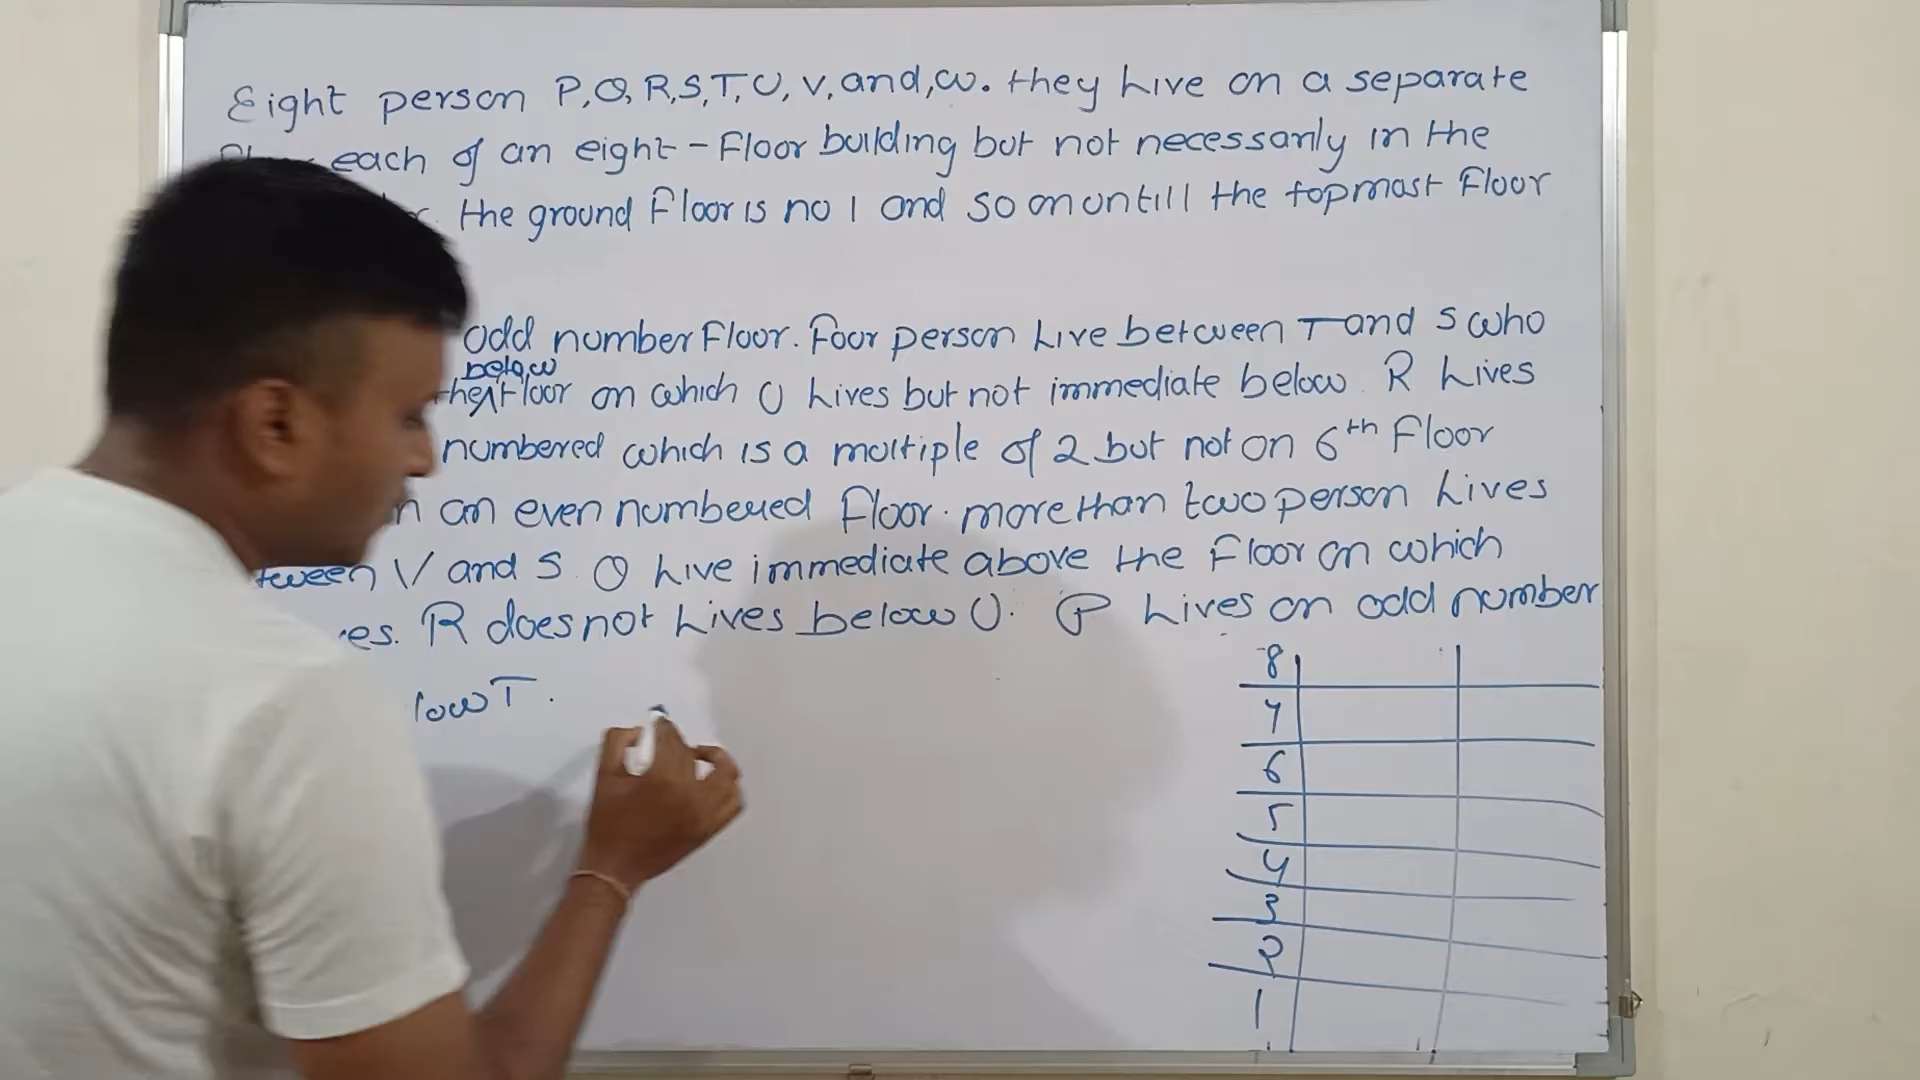 Eight person P,Q,R,S,T,U,V,and,w. they Live on a separate
each of an eight-Floor building but not necessarily in the
the ground Floor is no 1 and so on untill the topmost Floor
odd number Floor. Four person Live between T and S who
below
the Floor on which U Lives but not immediate below. R Lives
numbered which is a moltiple of 2 but not on 6th Floor
an even numbered Floor. more than two person Lives
V and S. Q Live immediate above the Floor on which
R does not Lives below U. P Lives on odd number
T.
8
7
6
5
4
3
2
1